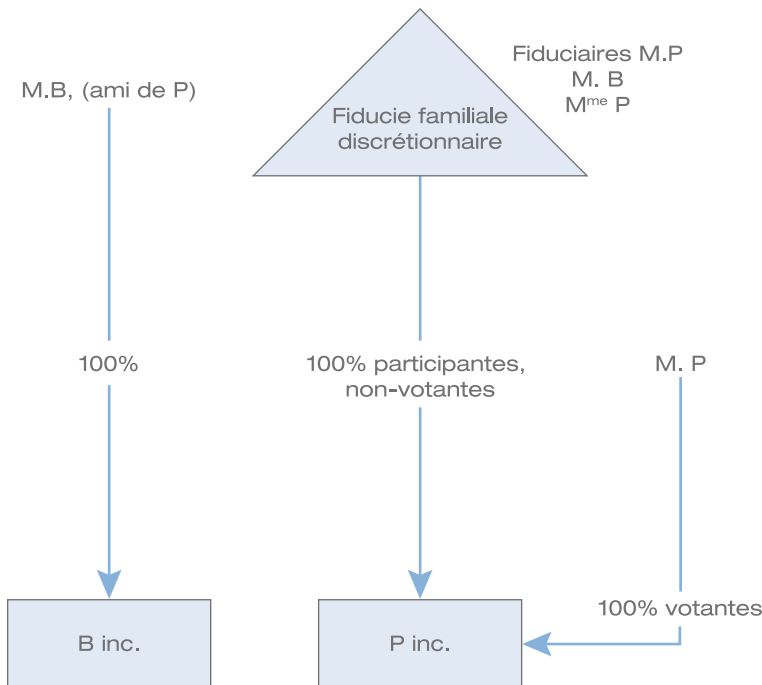 M.B, (ami de P)
Fiducie familiale
discrétionnaire
Fiduciaires M.P
M. B
Mme P
100%
100% participantes,
non-votantes
M. P
100% votantes
B inc.
P inc.